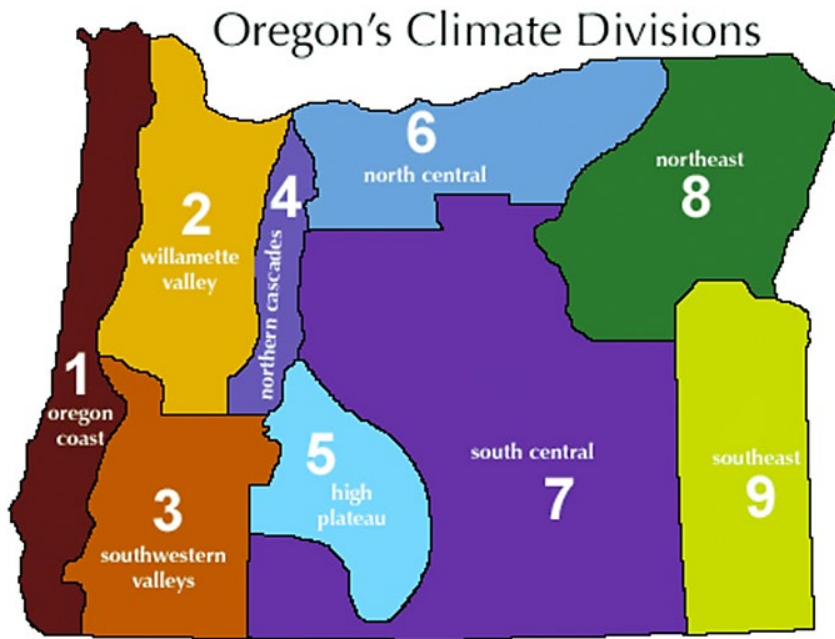 Oregon's Climate Divisions
1
oregon
coast
2
willamette
valley
3
southwestern
valleys
4
northern cascades
5
high
plateau
6
north central
south central
7
northeast
8
southeast
9